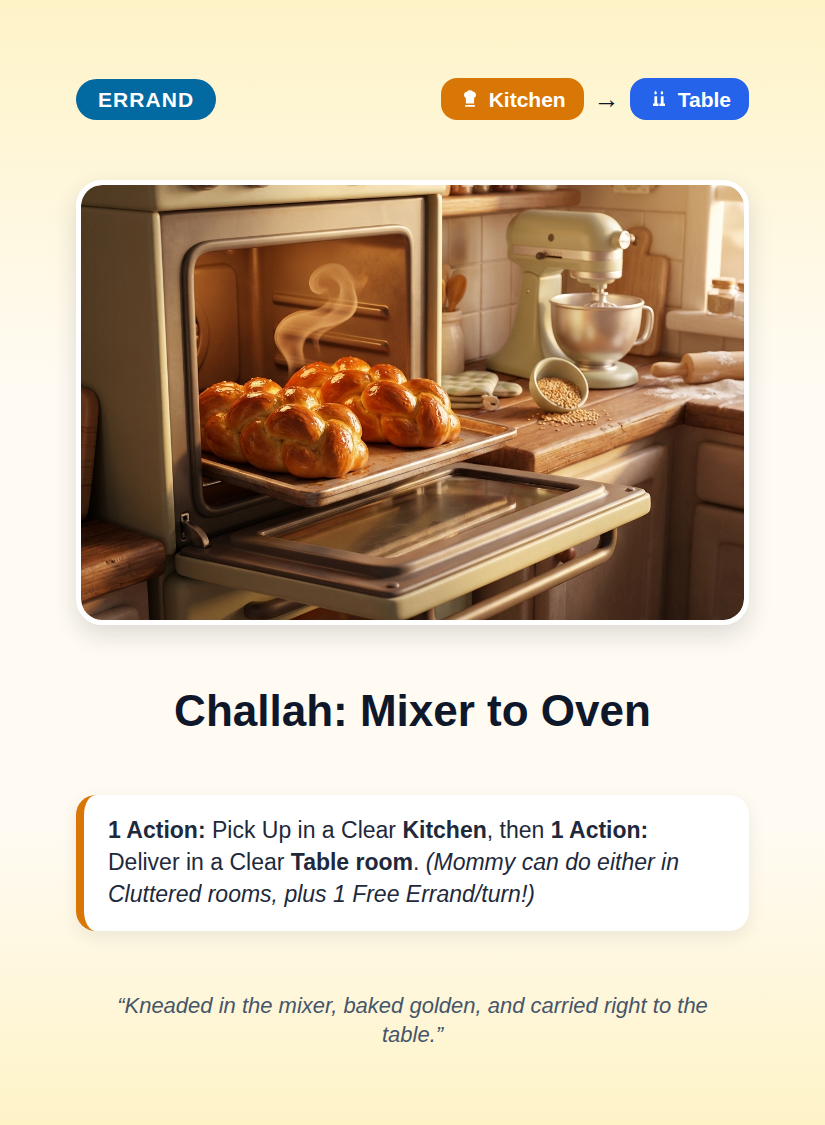 ERRAND
Kitchen → Table
Challah: Mixer to Oven
1 Action: Pick Up in a Clear Kitchen, then 1 Action:
Deliver in a Clear Table room. (Mommy can do either in
Cluttered rooms, plus 1 Free Errand/turn!)
“Kneaded in the mixer, baked golden, and carried right to the
table.”